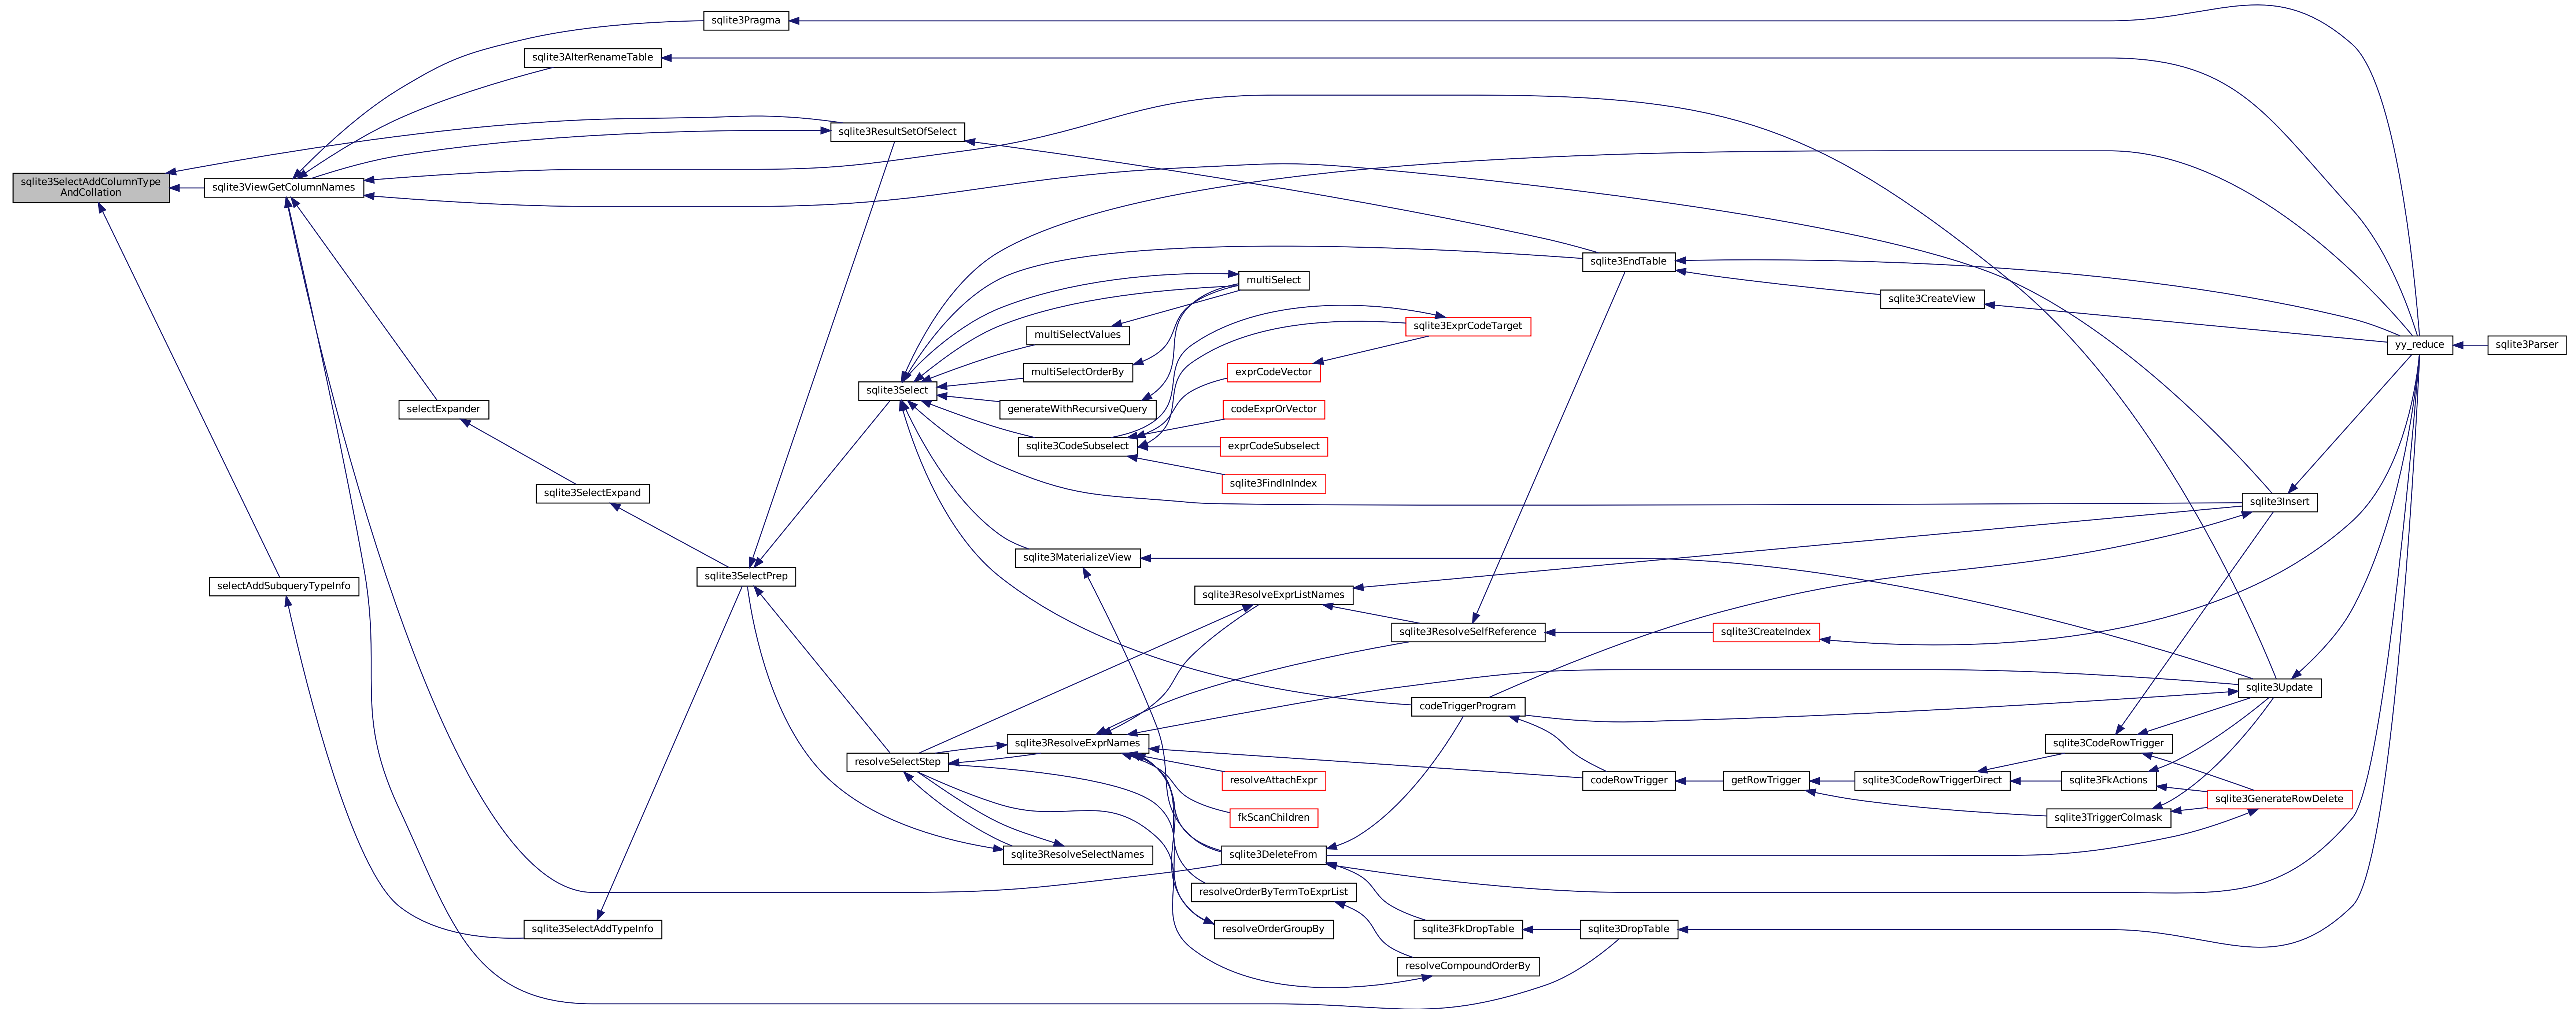 sqlite3Pragma
sqlite3AlterRenameTable
sqlite3ResultSetOfSelect
sqlite3SelectAddColumnType
AndCollation
sqlite3ViewGetColumnNames
sqlite3EndTable
multiSelect
sqlite3CreateView
multiSelectValues
sqlite3ExprCodeTarget
yy_reduce
sqlite3Parser
multiSelectOrderBy
exprCodeVector
sqlite3Select
selectExpander
generateWithRecursiveQuery
codeExprOrVector
sqlite3CodeSubselect
exprCodeSubselect
sqlite3FindInIndex
sqlite3SelectExpand
sqlite3Insert
sqlite3MaterializeView
sqlite3SelectPrep
selectAddSubqueryTypeInfo
sqlite3ResolveExprListNames
sqlite3ResolveSelfReference
sqlite3CreateIndex
sqlite3Update
codeTriggerProgram
sqlite3ResolveExprNames
sqlite3CodeRowTrigger
resolveSelectStep
resolveAttachExpr
codeRowTrigger
getRowTrigger
sqlite3CodeRowTriggerDirect
sqlite3FkActions
sqlite3GenerateRowDelete
fkScanChildren
sqlite3TriggerColmask
sqlite3ResolveSelectNames
sqlite3DeleteFrom
resolveOrderByTermToExprList
sqlite3SelectAddTypeInfo
resolveOrderGroupBy
sqlite3FkDropTable
sqlite3DropTable
resolveCompoundOrderBy